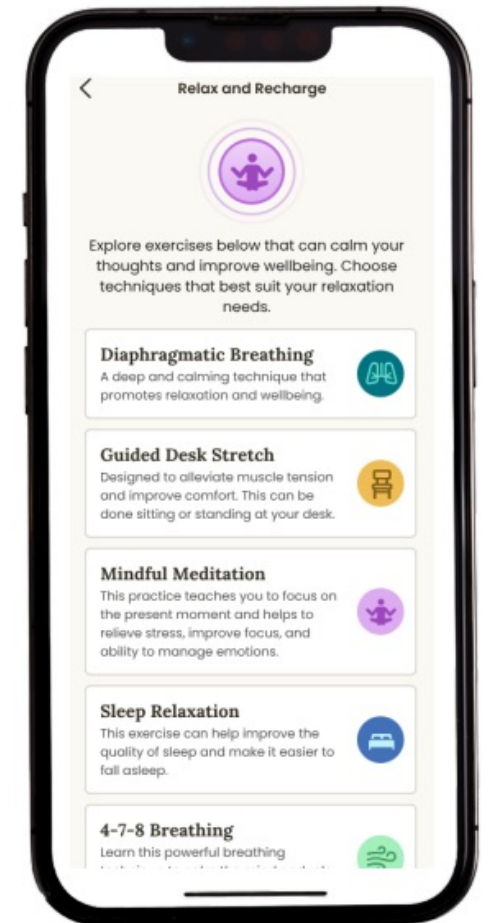 Relax and Recharge
Explore exercises below that can calm your
thoughts and improve wellbeing. Choose
techniques that best suit your relaxation
needs.
Diaphragmatic Breathing
A deep and calming technique that
promotes relaxation and wellbeing.
Guided Desk Stretch
Designed to alleviate muscle tension
and improve comfort. This can be
done sitting or standing at your desk.
Mindful Meditation
This practice teaches you to focus on
the present moment and helps to
relieve stress, improve focus, and
ability to manage emotions.
Sleep Relaxation
This exercise can help improve the
quality of sleep and make it easier to
fall asleep.
4-7-8 Breathing
Learn this powerful breathing